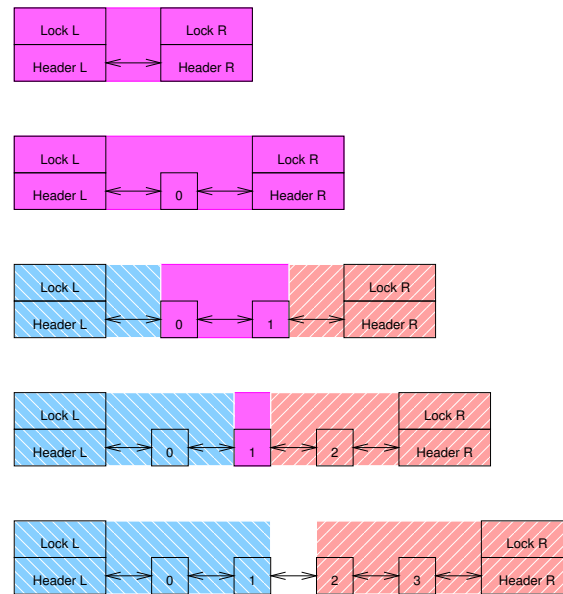 Lock L Lock R
Header L Header R
Lock L Lock R
Header L 0 Header R
Lock L Lock R
Header L 0 1 Header R
Lock L Lock R
Header L 0 1 2 Header R
Lock L Lock R
Header L 0 1 2 3 Header R